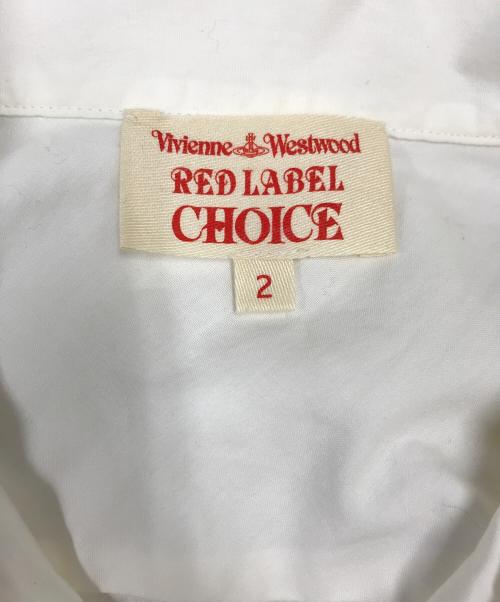 Vivienne Westwood
RED LABEL
CHOICE
2